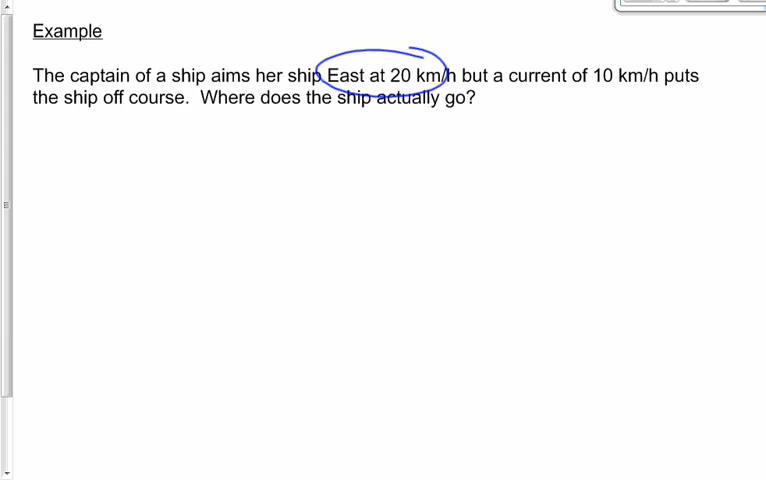 Example
The captain of a ship aims her ship East at 20 km/h but a current of 10 km/h puts
the ship off course.  Where does the ship actually go?